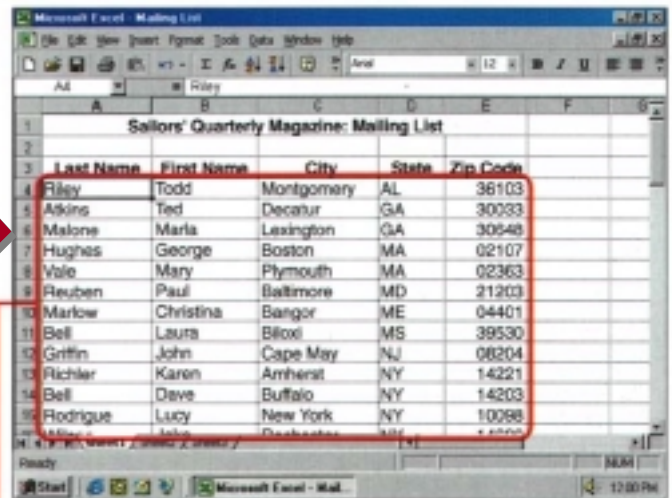 Microsoft Excel - Mailing List
File Edit View Insert Format Tools Data Window Help
Arial 12 B I U
A4 = Riley
A B C D E F G
1 Sailors' Quarterly Magazine: Mailing List
2
3 Last Name First Name City State Zip Code
4 Riley Todd Montgomery AL 36103
5 Atkins Ted Decatur GA 30033
6 Malone Marla Lexington GA 30648
7 Hughes George Boston MA 02107
8 Vale Mary Plymouth MA 02363
9 Reuben Paul Baltimore MD 21203
10 Marlow Christina Bangor ME 04401
11 Bell Laura Biloxi MS 39530
12 Griffin John Cape May NJ 08204
13 Richler Karen Amherst NY 14221
14 Bell Dave Buffalo NY 14203
15 Rodrigue Lucy New York NY 10098
Ready NUM
Start Microsoft Excel - Mail... 12:00 PM